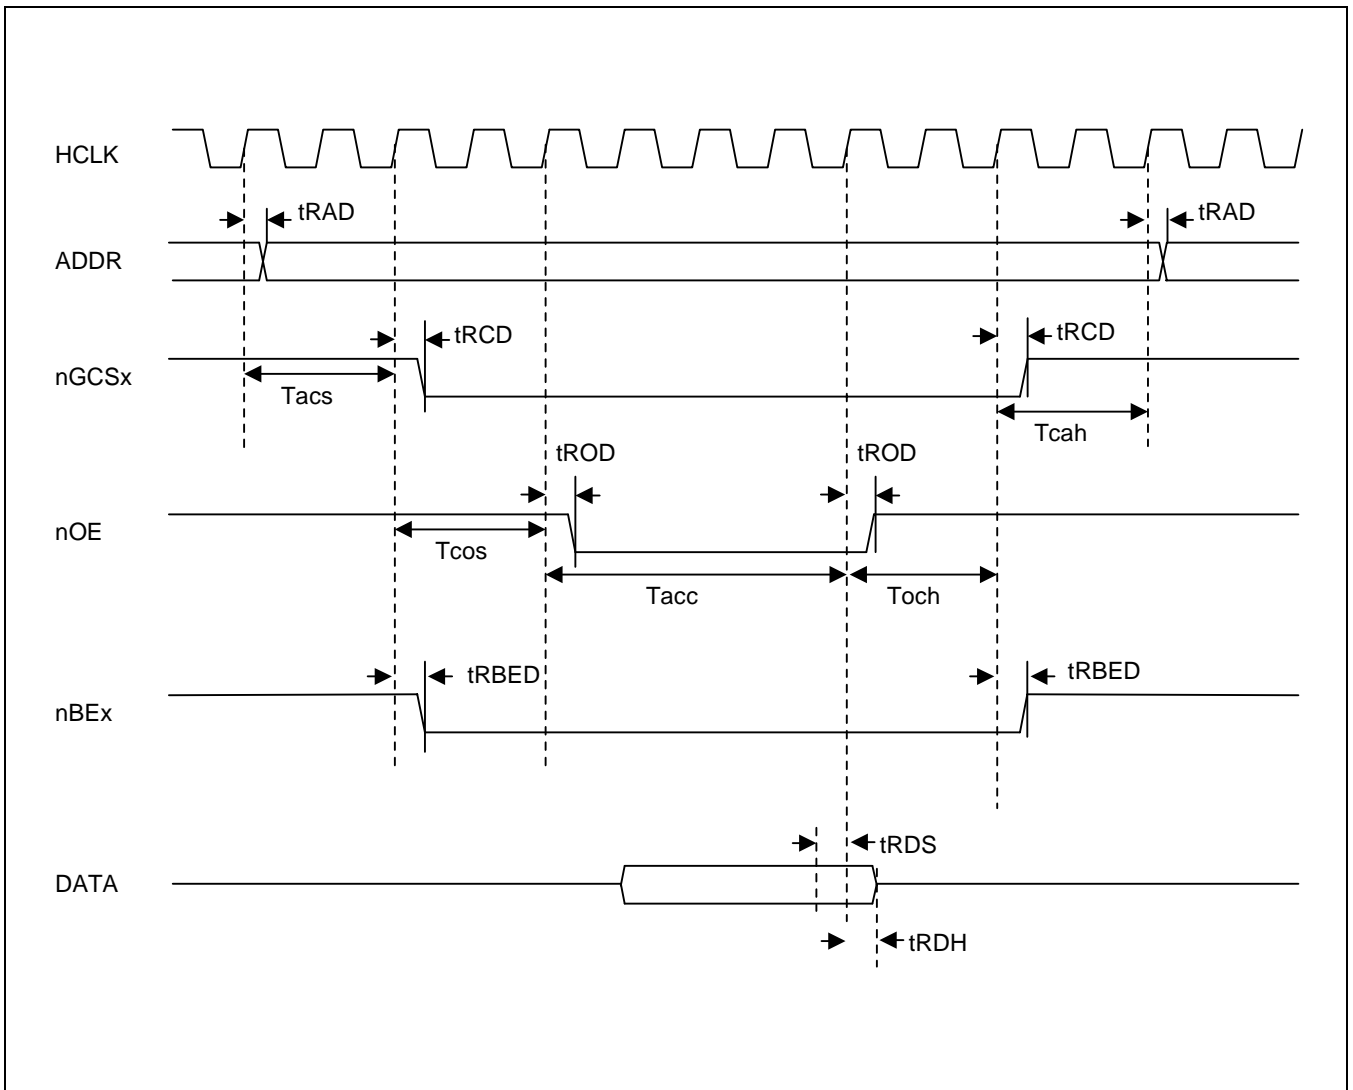 HCLK
tRAD
tRAD
ADDR
tRCD
tRCD
nGCSx
Tacs
Tcah
tROD
tROD
nOE
Tcos
Tacc
Toch
tRBED
tRBED
nBEx
tRDS
DATA
tRDH